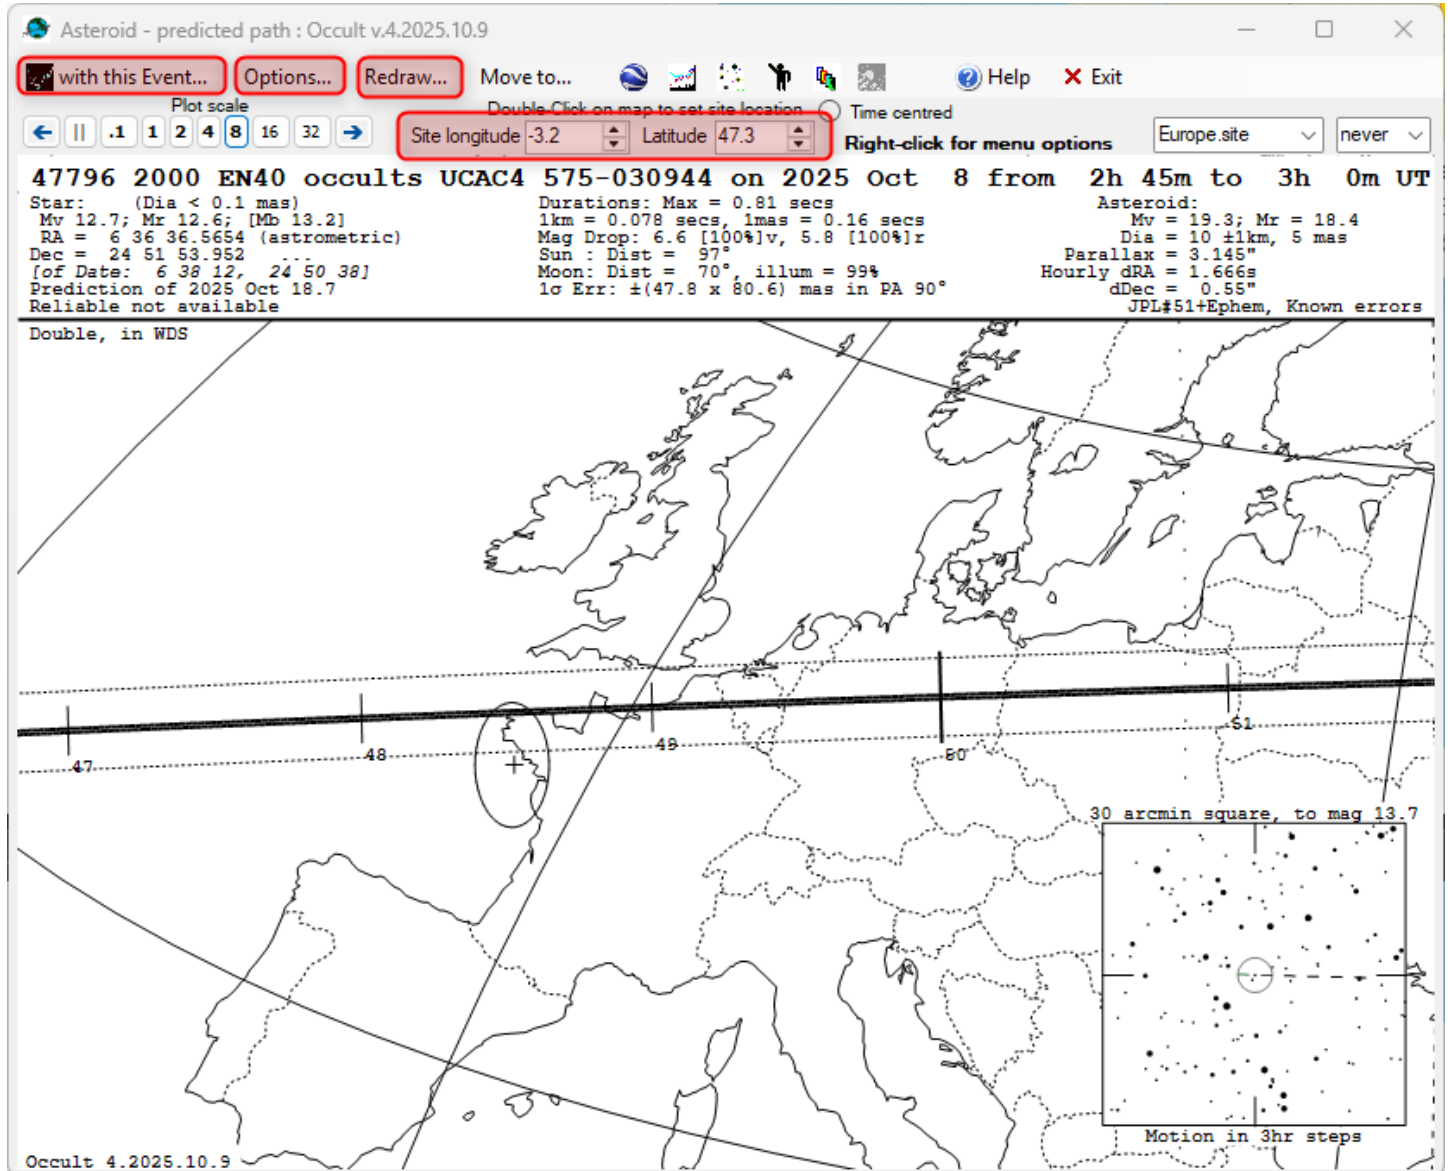 Asteroid - predicted path : Occult v.4.2025.10.9
with this Event... Options... Redraw... Move to... Help Exit
Plot scale Double-Click on map to set site location Time centred
.1 1 2 4 8 16 32 Site longitude -3.2 Latitude 47.3 Right-click for menu options Europe.site never
47796 2000 EN40 occults UCAC4 575-030944 on 2025 Oct 8 from 2h 45m to 3h 0m UT
Star: (Dia < 0.1 mas) Durations: Max = 0.81 secs Asteroid:
Mv 12.7; Mr 12.6; [Mb 13.2] 1km = 0.078 secs, 1mas = 0.16 secs Mv = 19.3; Mr = 18.4
RA = 6 36 36.5654 (astrometric) Mag Drop: 6.6 [100%]v, 5.8 [100%]r Dia = 10 ±1km, 5 mas
Dec = 24 51 53.952 ... Sun : Dist = 97° Parallax = 3.145"
[of Date: 6 38 12, 24 50 38] Moon: Dist = 70°, illum = 99% Hourly dRA = 1.666s
Prediction of 2025 Oct 18.7 1σ Err: ±(47.8 x 80.6) mas in PA 90° dDec = 0.55"
Reliable not available JPL#51+Ephem, Known errors
Double, in WDS
51
49
48
50
47
30 arcmin square, to mag 13.7
Motion in 3hr steps
Occult 4.2025.10.9